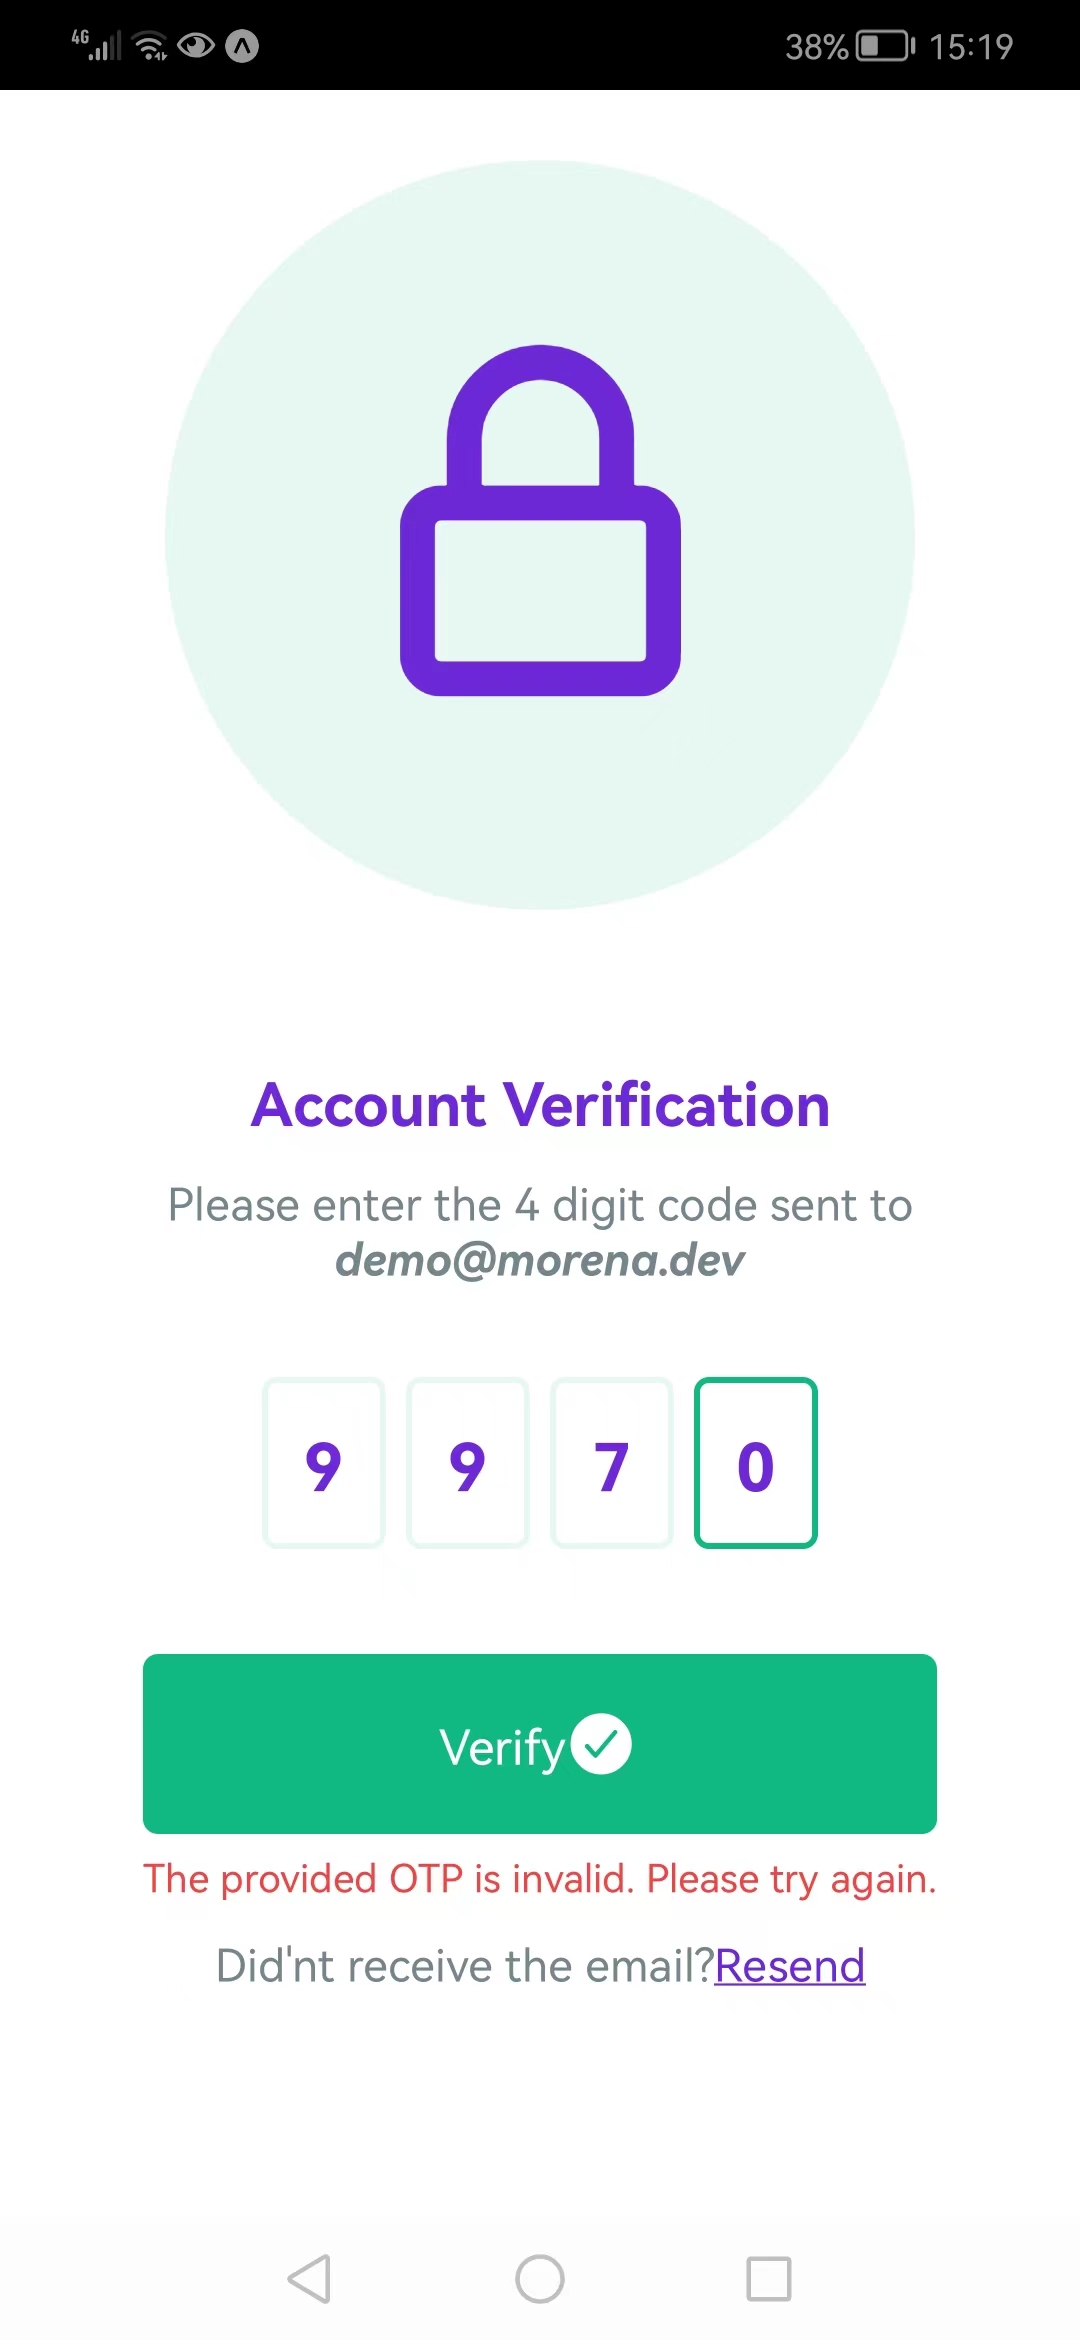 4G 38% 15:19
Account Verification
Please enter the 4 digit code sent to
demo@morena.dev
9 9 7 0
Verify
The provided OTP is invalid. Please try again.
Did'nt receive the email?Resend